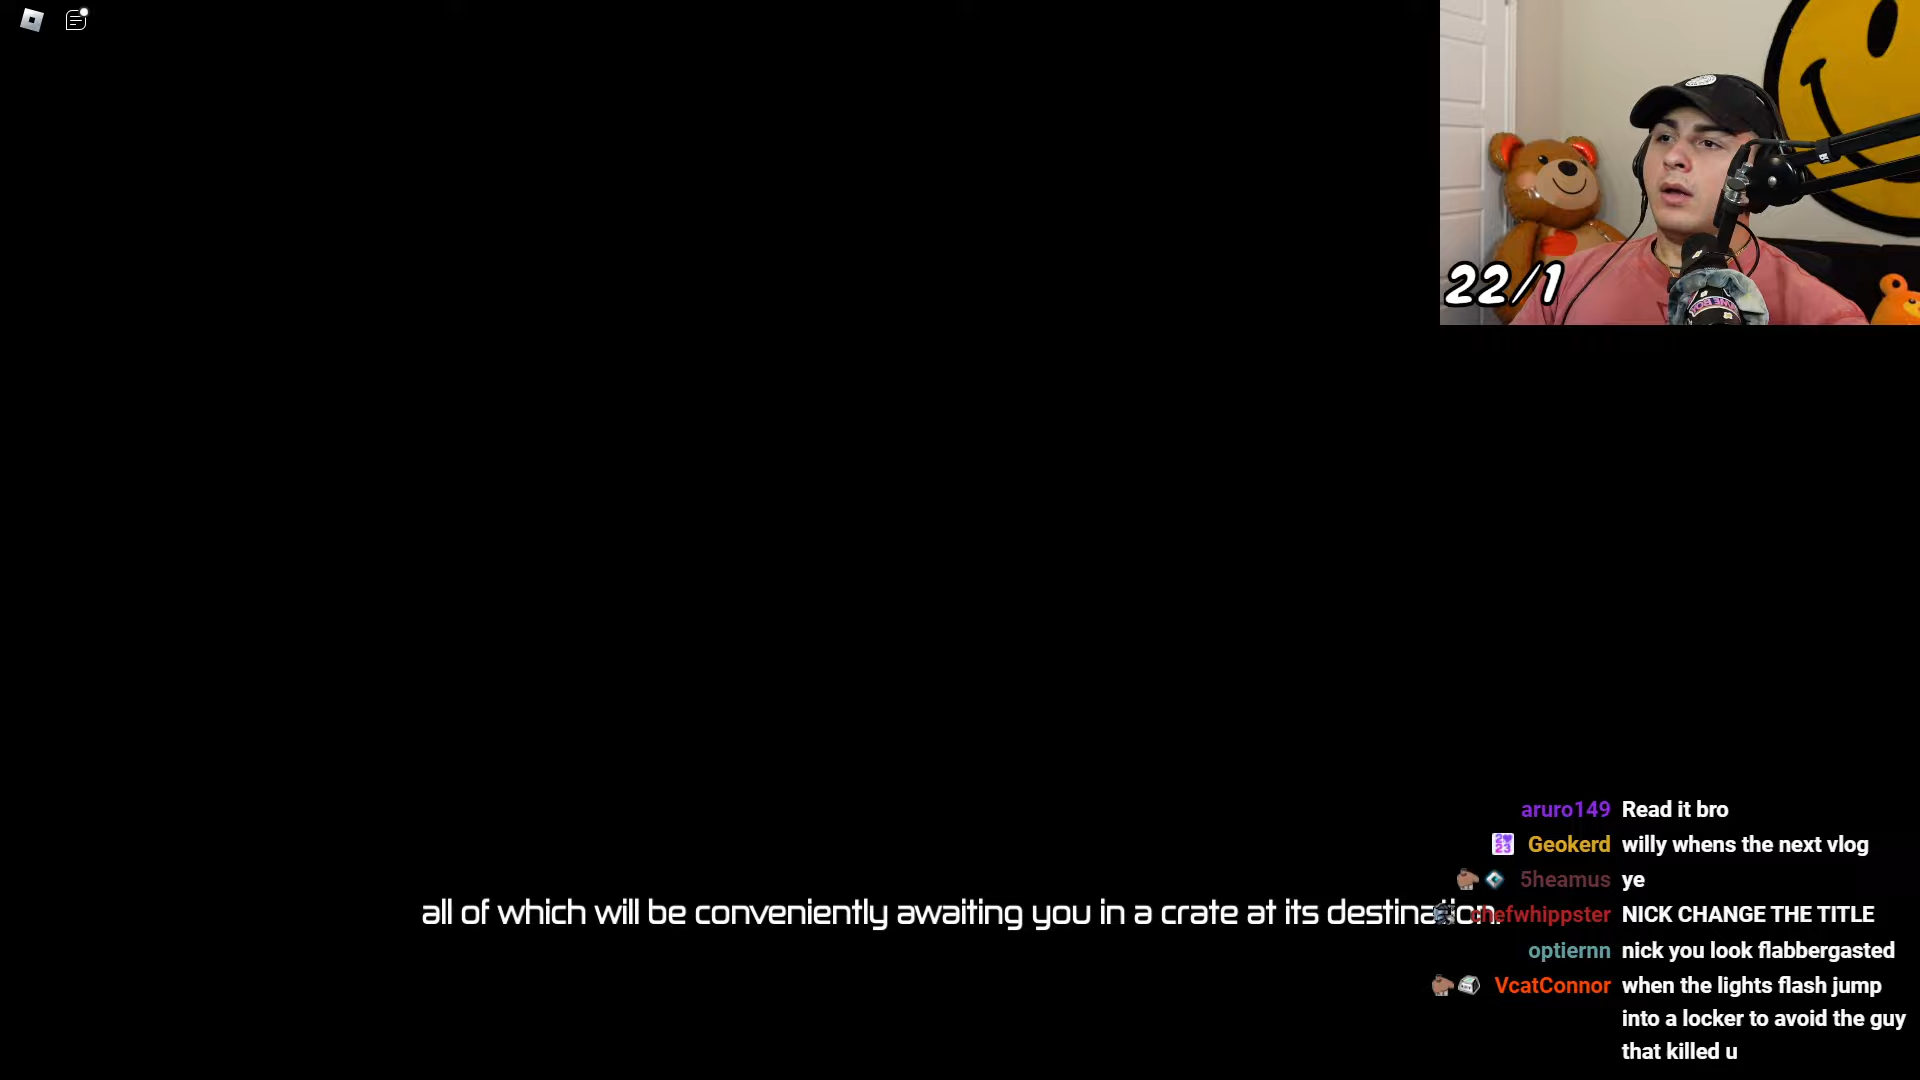 22/1
aruro149 Read it bro
Geokerd willy whens the next vlog
5heamus ye
all of which will be conveniently awaiting you in a crate at its destination.
chefwhippster NICK CHANGE THE TITLE
optiernn nick you look flabbergasted
VcatConnor when the lights flash jump
into a locker to avoid the guy
that killed u